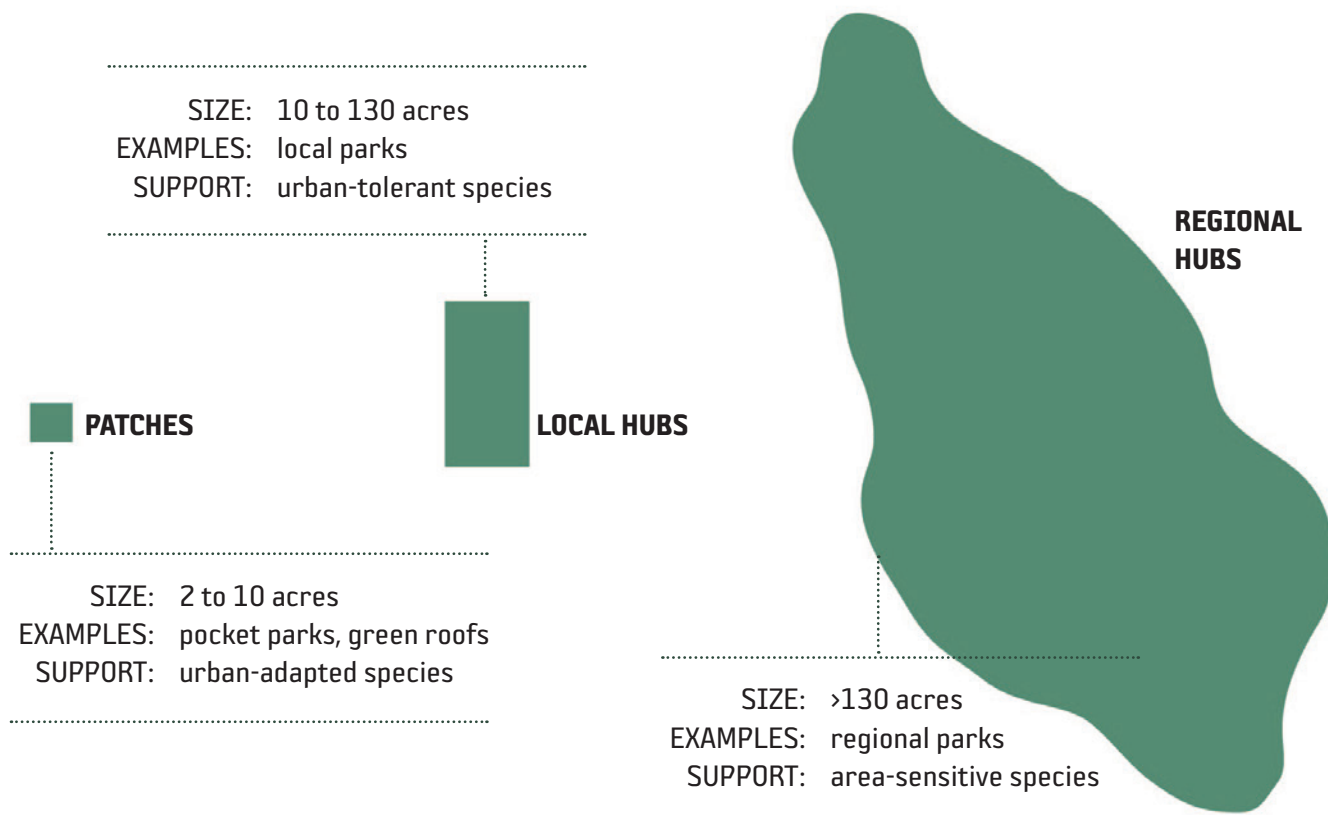 SIZE: 10 to 130 acres
EXAMPLES: local parks
SUPPORT: urban-tolerant species
REGIONAL
HUBS
PATCHES
LOCAL HUBS
SIZE: 2 to 10 acres
EXAMPLES: pocket parks, green roofs
SUPPORT: urban-adapted species
SIZE: >130 acres
EXAMPLES: regional parks
SUPPORT: area-sensitive species